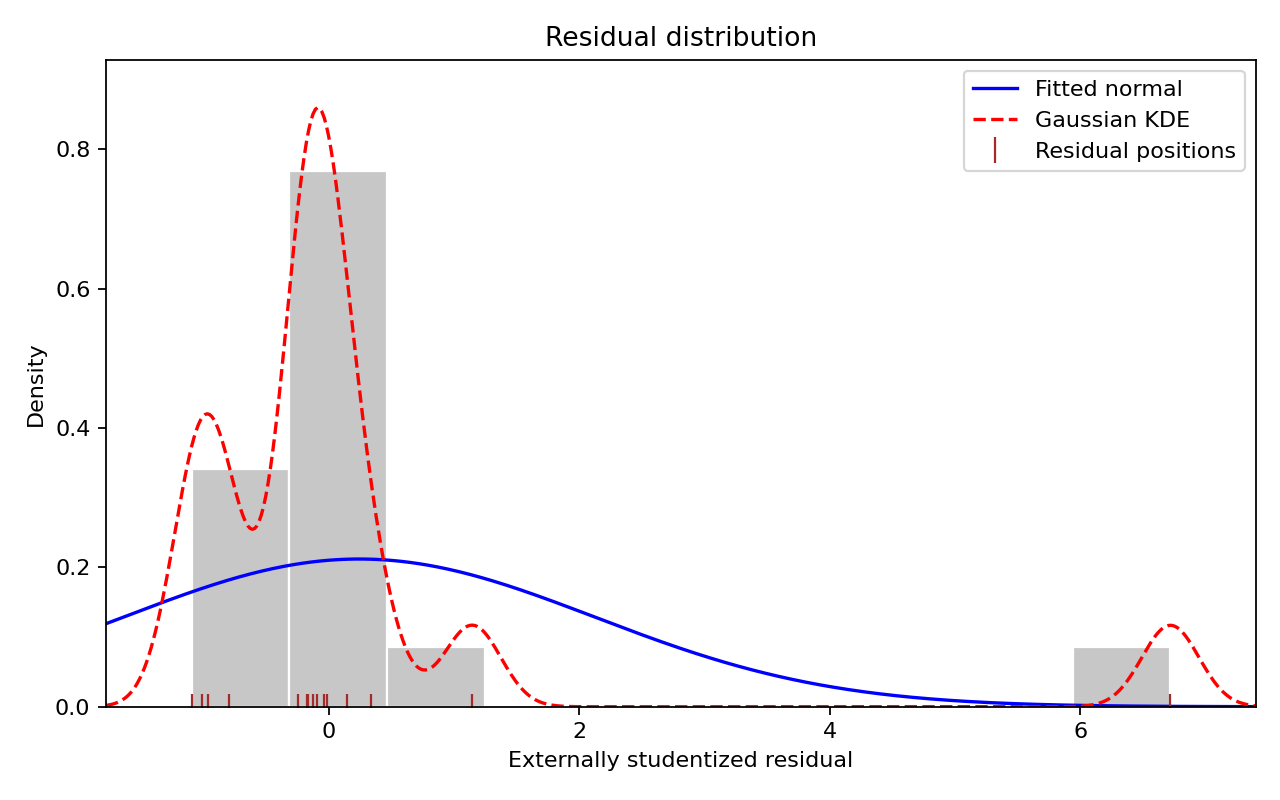 Residual distribution
Fitted normal
Gaussian KDE
Residual positions
Density
0.8
0.6
0.4
0.2
0.0
0 2 4 6
Externally studentized residual